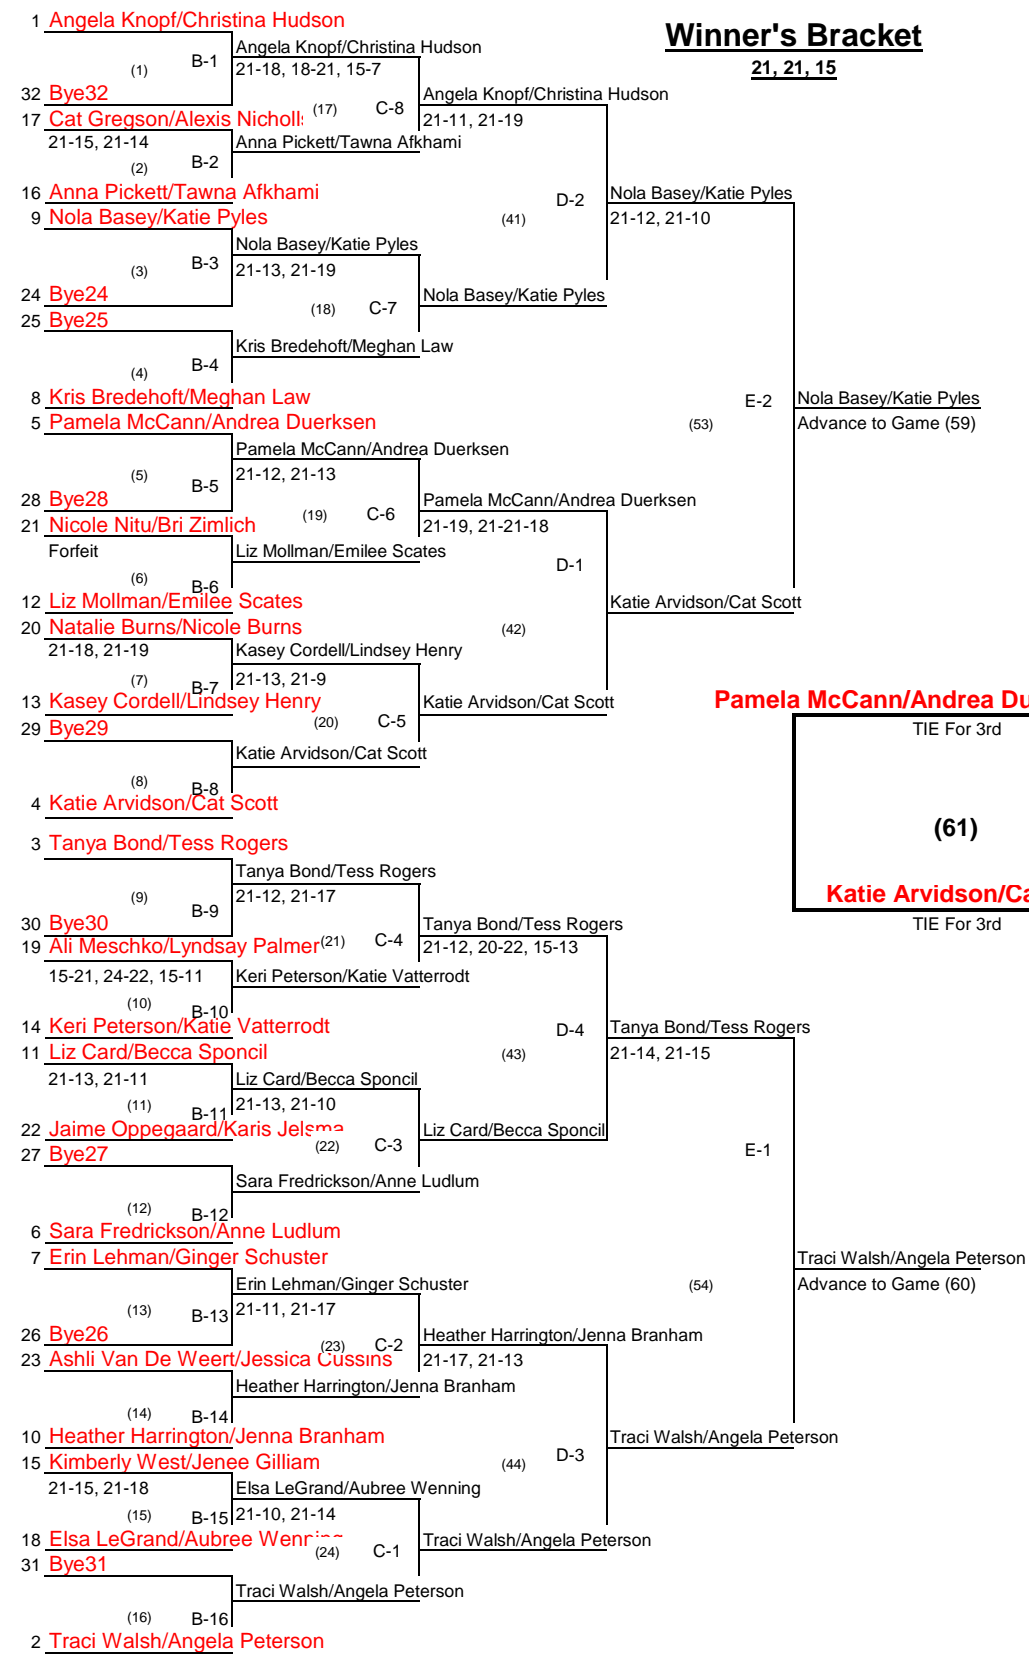 1 Angela Knopf/Christina Hudson
Winner's Bracket
Angela Knopf/Christina Hudson
(1) B-1 21-18, 18-21, 15-7
21, 21, 15
32 Bye32
Angela Knopf/Christina Hudson
17 Cat Gregson/Alexis Nicholls (17) C-8 21-11, 21-19
21-15, 21-14 Anna Pickett/Tawna Afkhami
(2) B-2
16 Anna Pickett/Tawna Afkhami D-2 Nola Basey/Katie Pyles
9 Nola Basey/Katie Pyles (41) 21-12, 21-10
Nola Basey/Katie Pyles
(3) B-3 21-13, 21-19
24 Bye24 Nola Basey/Katie Pyles
25 Bye25 (18) C-7
Kris Bredehoft/Meghan Law
(4) B-4
8 Kris Bredehoft/Meghan Law E-2 Nola Basey/Katie Pyles
5 Pamela McCann/Andrea Duerksen (53) Advance to Game (59)
Pamela McCann/Andrea Duerksen
(5) B-5 21-12, 21-13
28 Bye28 Pamela McCann/Andrea Duerksen
21 Nicole Nitu/Bri Zimlich (19) C-6 21-19, 21-21-18
Forfeit Liz Mollman/Emilee Scates
D-1
(6) B-6
12 Liz Mollman/Emilee Scates Katie Arvidson/Cat Scott
20 Natalie Burns/Nicole Burns (42)
21-18, 21-19 Kasey Cordell/Lindsey Henry
(7) B-7 21-13, 21-9
13 Kasey Cordell/Lindsey Henry Katie Arvidson/Cat Scott Pamela McCann/Andrea Du
29 Bye29 (20) C-5 TIE For 3rd
Katie Arvidson/Cat Scott
(8) B-8
4 Katie Arvidson/Cat Scott
(61)
3 Tanya Bond/Tess Rogers
Tanya Bond/Tess Rogers
(9) B-9 21-12, 21-17 Katie Arvidson/Ca
30 Bye30 Tanya Bond/Tess Rogers TIE For 3rd
19 Ali Meschko/Lyndsay Palmer (21) C-4 21-12, 20-22, 15-13
15-21, 24-22, 15-11 Keri Peterson/Katie Vatterrodt
(10) B-10
14 Keri Peterson/Katie Vatterrodt D-4 Tanya Bond/Tess Rogers
11 Liz Card/Becca Sponcil (43) 21-14, 21-15
21-13, 21-11 Liz Card/Becca Sponcil
(11) B-11 21-13, 21-10
22 Jaime Oppegaard/Karis Jelsma Liz Card/Becca Sponcil
27 Bye27 (22) C-3 E-1
Sara Fredrickson/Anne Ludlum
(12) B-12
6 Sara Fredrickson/Anne Ludlum
7 Erin Lehman/Ginger Schuster Traci Walsh/Angela Peterson
Erin Lehman/Ginger Schuster (54) Advance to Game (60)
(13) B-13 21-11, 21-17
26 Bye26 Heather Harrington/Jenna Branham
23 Ashli Van De Weert/Jessica Cussins (23) C-2 21-17, 21-13
Heather Harrington/Jenna Branham
(14) B-14
10 Heather Harrington/Jenna Branham Traci Walsh/Angela Peterson
15 Kimberly West/Jenee Gilliam (44) D-3
21-15, 21-18 Elsa LeGrand/Aubree Wenning
(15) B-15 21-10, 21-14
18 Elsa LeGrand/Aubree Wenning Traci Walsh/Angela Peterson
31 Bye31 (24) C-1
Traci Walsh/Angela Peterson
(16) B-16
2 Traci Walsh/Angela Peterson